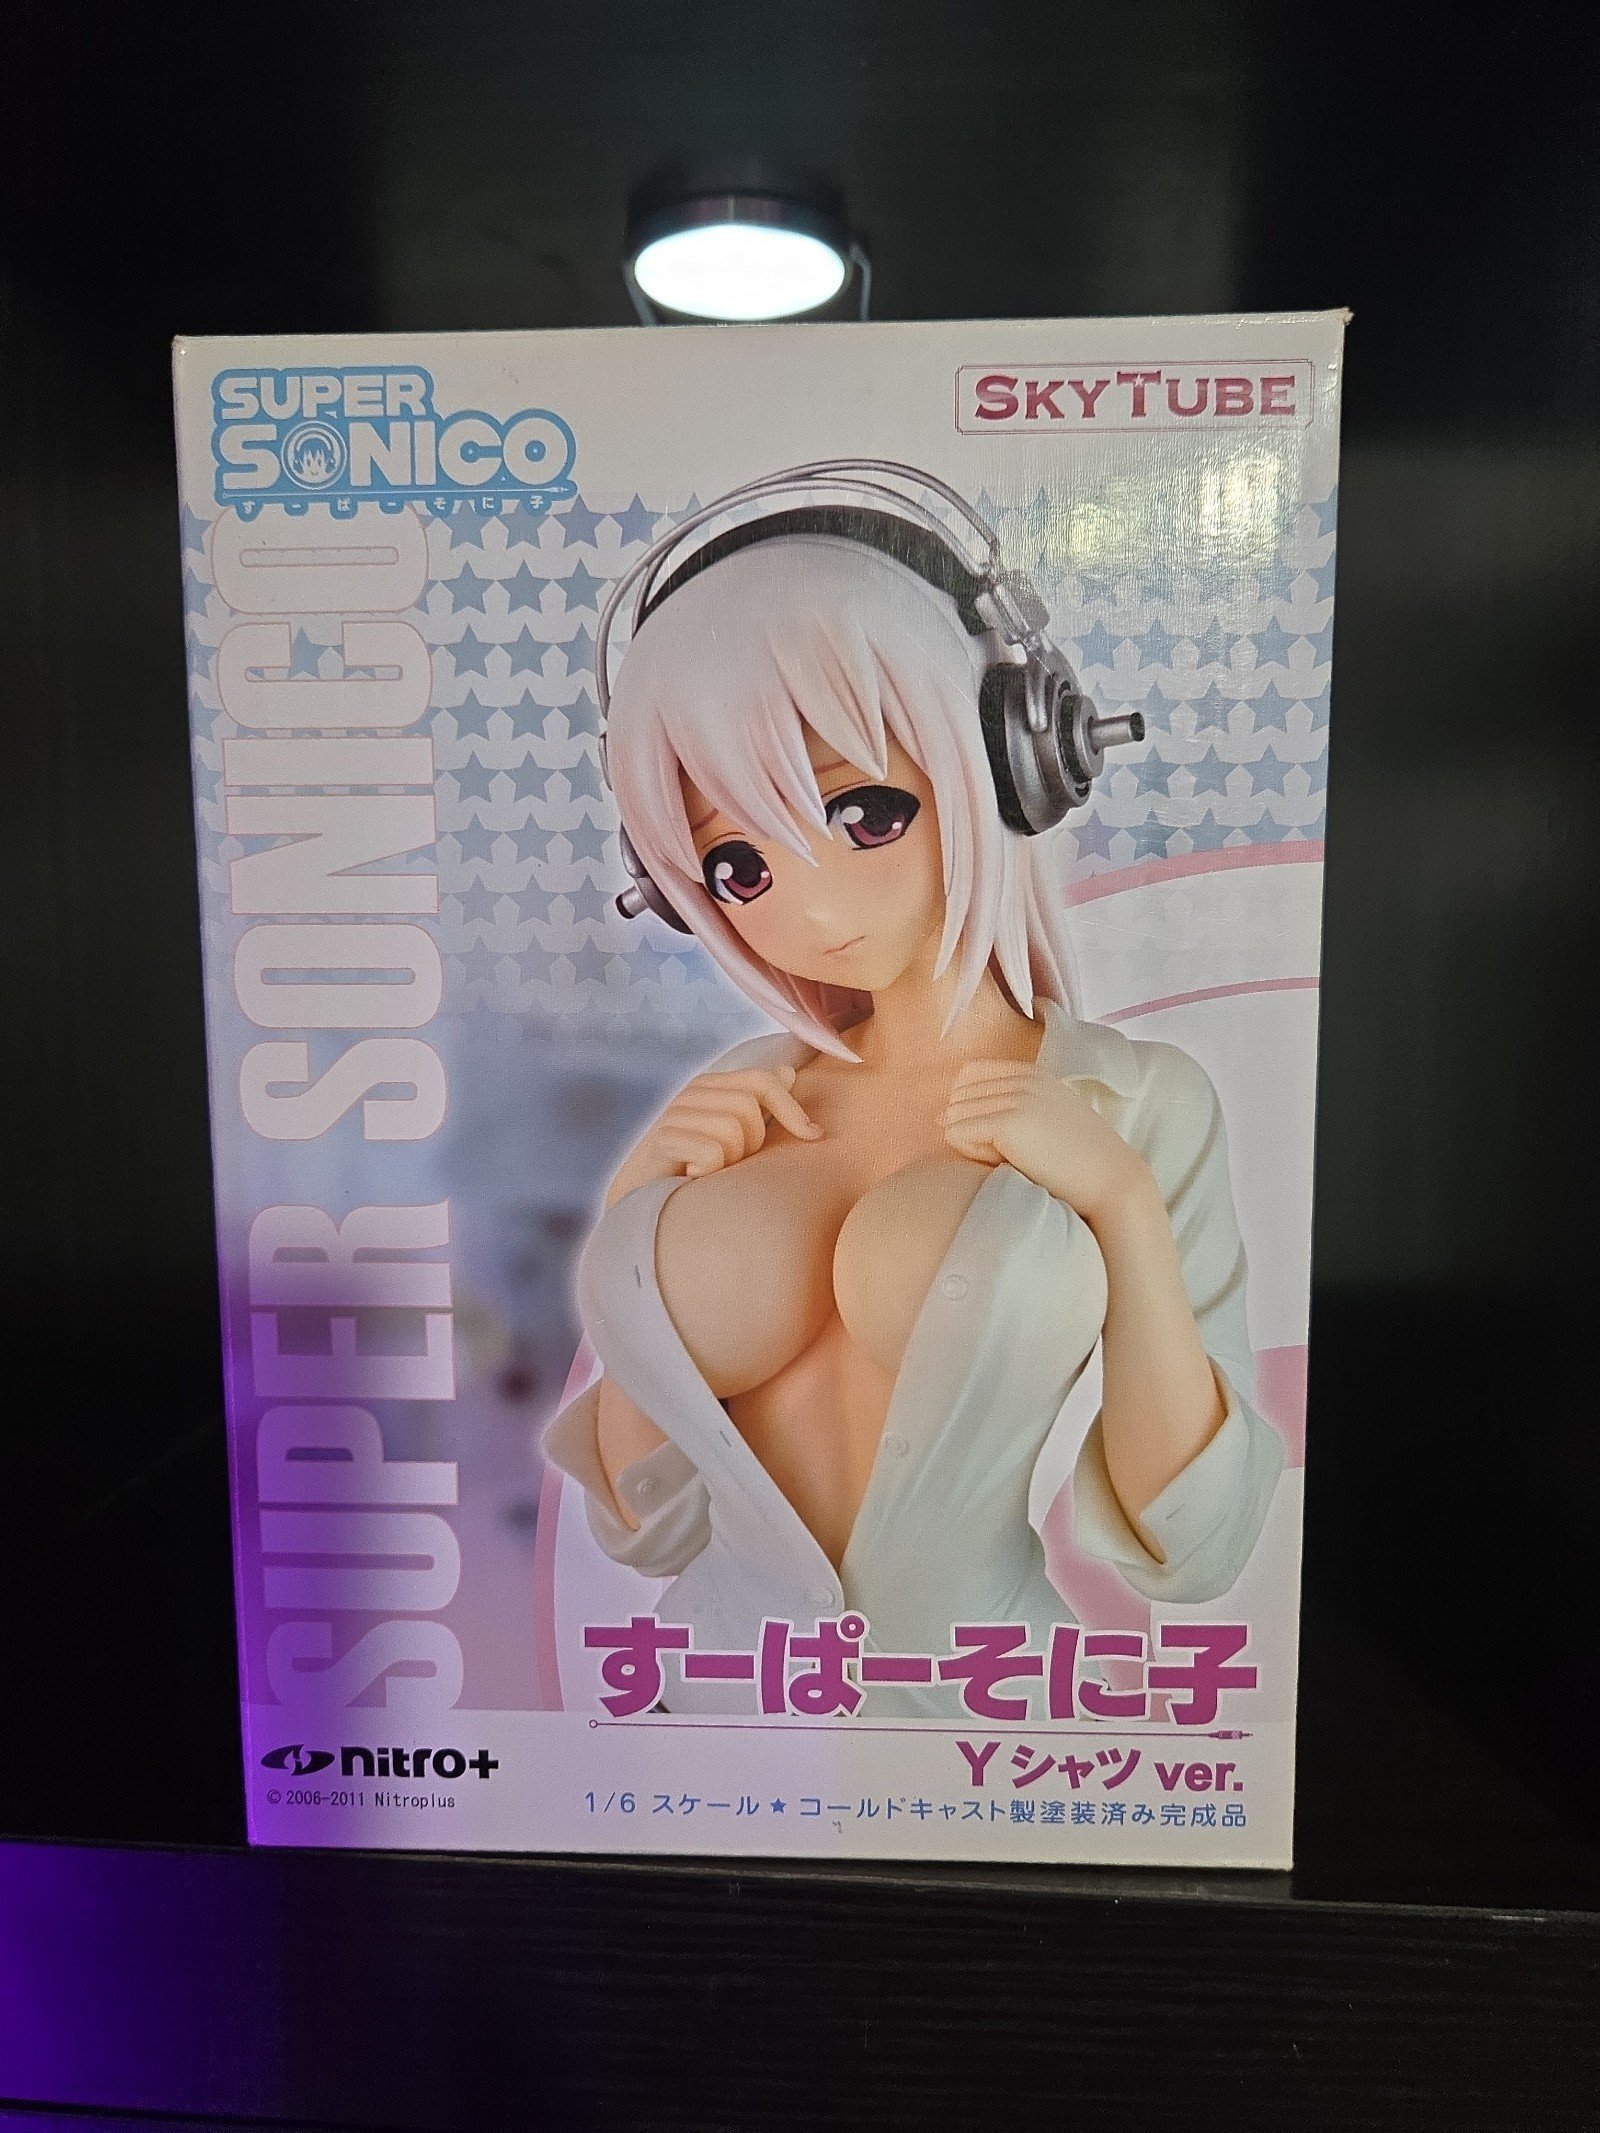 SUPER
SONICO
すーぱーそに子
SKYTUBE
SUPER SONICO
すーぱーそに子
Yシャツ ver.
nitro+
© 2006-2011 Nitroplus
1/6 スケール★コールドキャスト製塗装済み完成品